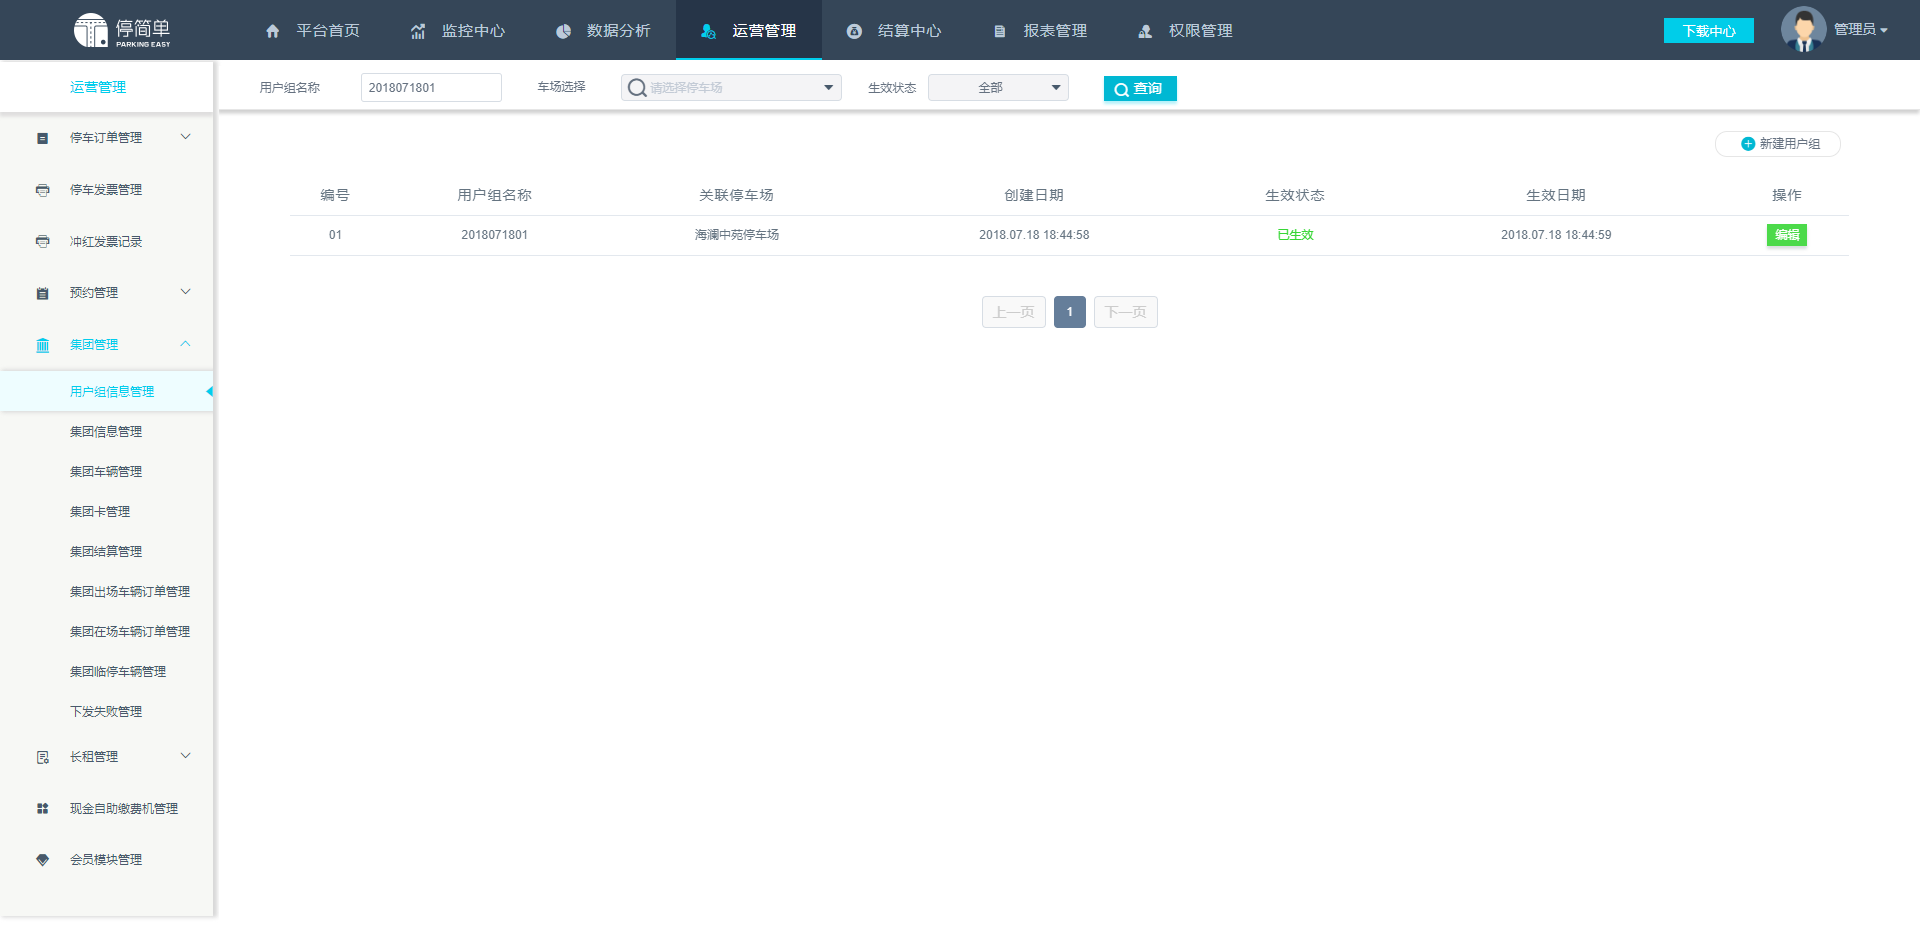 停简单
PARKING EASY
平台首页
监控中心
数据分析
运营管理
结算中心
报表管理
权限管理
下载中心
管理员
运营管理
用户组名称
2018071801
车场选择
请选择停车场
生效状态
全部
查询
停车订单管理
停车发票管理
冲红发票记录
预约管理
集团管理
用户组信息管理
集团信息管理
集团车辆管理
集团卡管理
集团结算管理
集团出场车辆订单管理
集团在场车辆订单管理
集团临停车辆管理
下发失败管理
长租管理
现金自助缴费机管理
会员模块管理
新建用户组
编号 用户组名称 关联停车场 创建日期 生效状态 生效日期 操作
01 2018071801 海澜中苑停车场 2018.07.18 18:44:58 已生效 2018.07.18 18:44:59 编辑
上一页 1 下一页